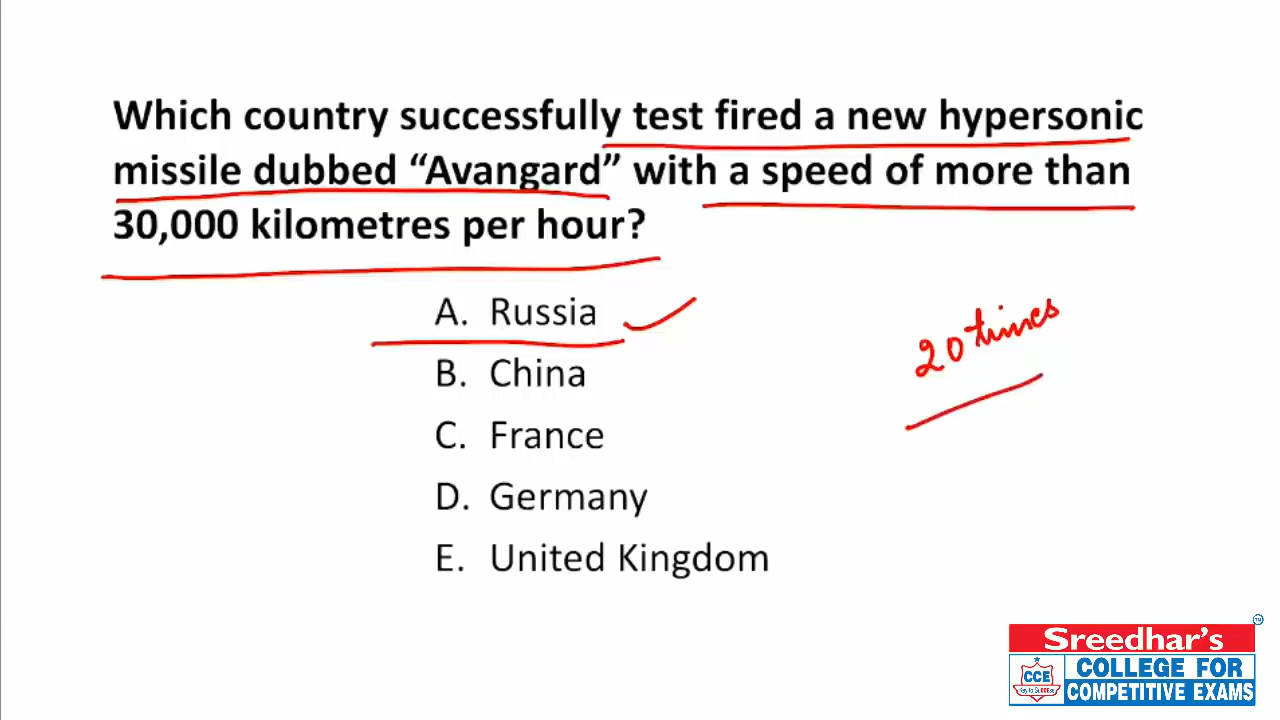 Which country successfully test fired a new hypersonic
missile dubbed “Avangard” with a speed of more than
30,000 kilometres per hour?
A. Russia
B. China
C. France
D. Germany
E. United Kingdom
20 times
Sreedhar's
CCE
COLLEGE FOR
COMPETITIVE EXAMS
TM